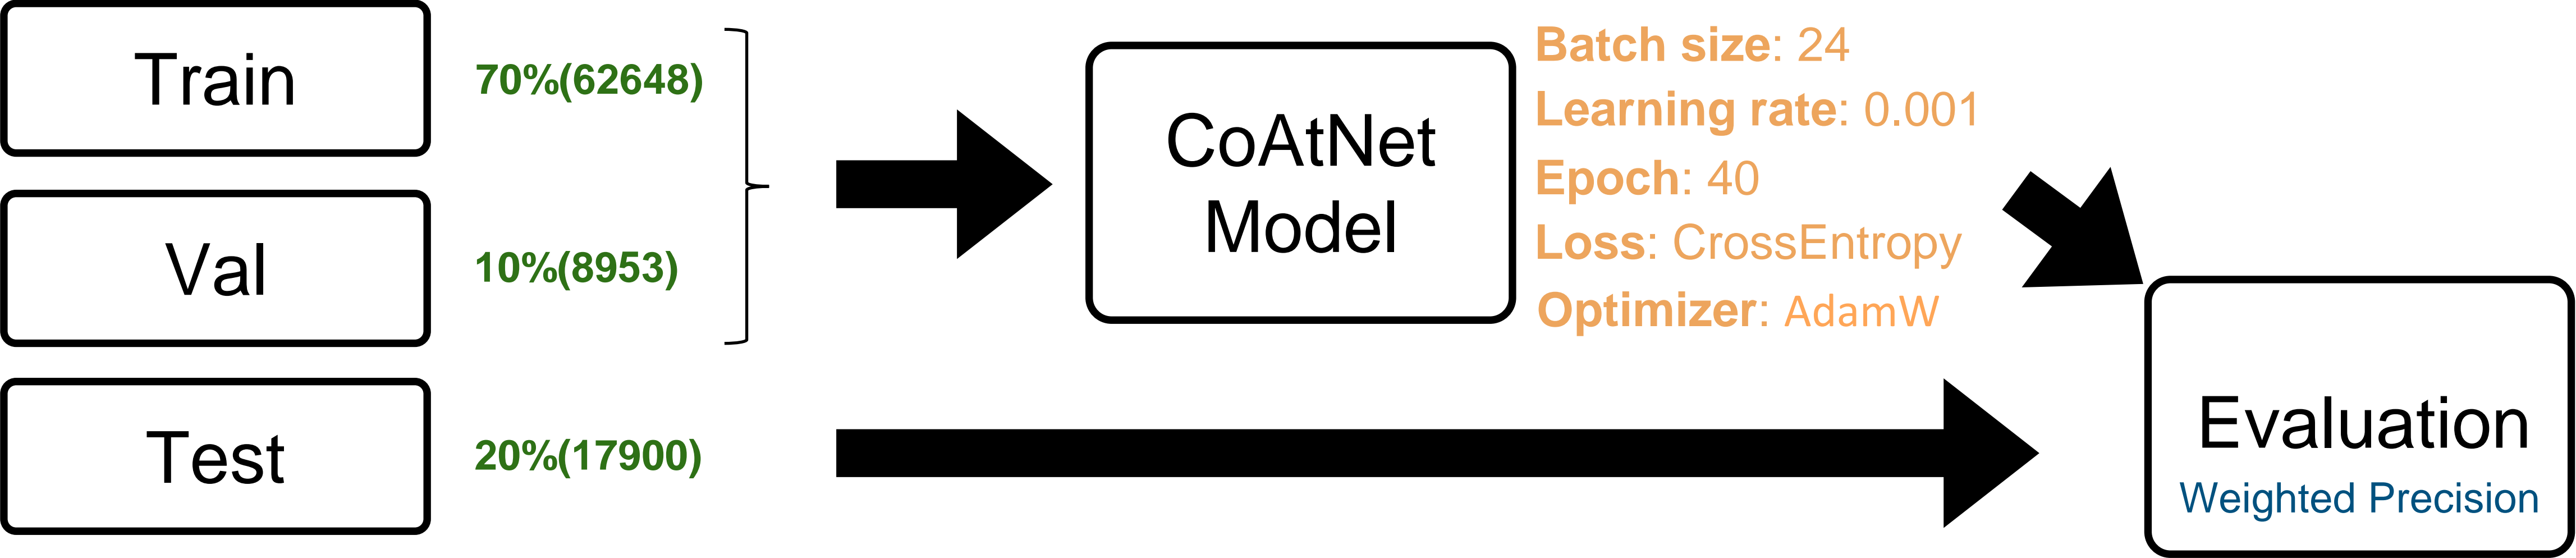 Train
70%(62648)
Val
10%(8953)
Test
20%(17900)
CoAtNet
Model
Batch size: 24
Learning rate: 0.001
Epoch: 40
Loss: CrossEntropy
Optimizer: AdamW
Evaluation
Weighted Precision